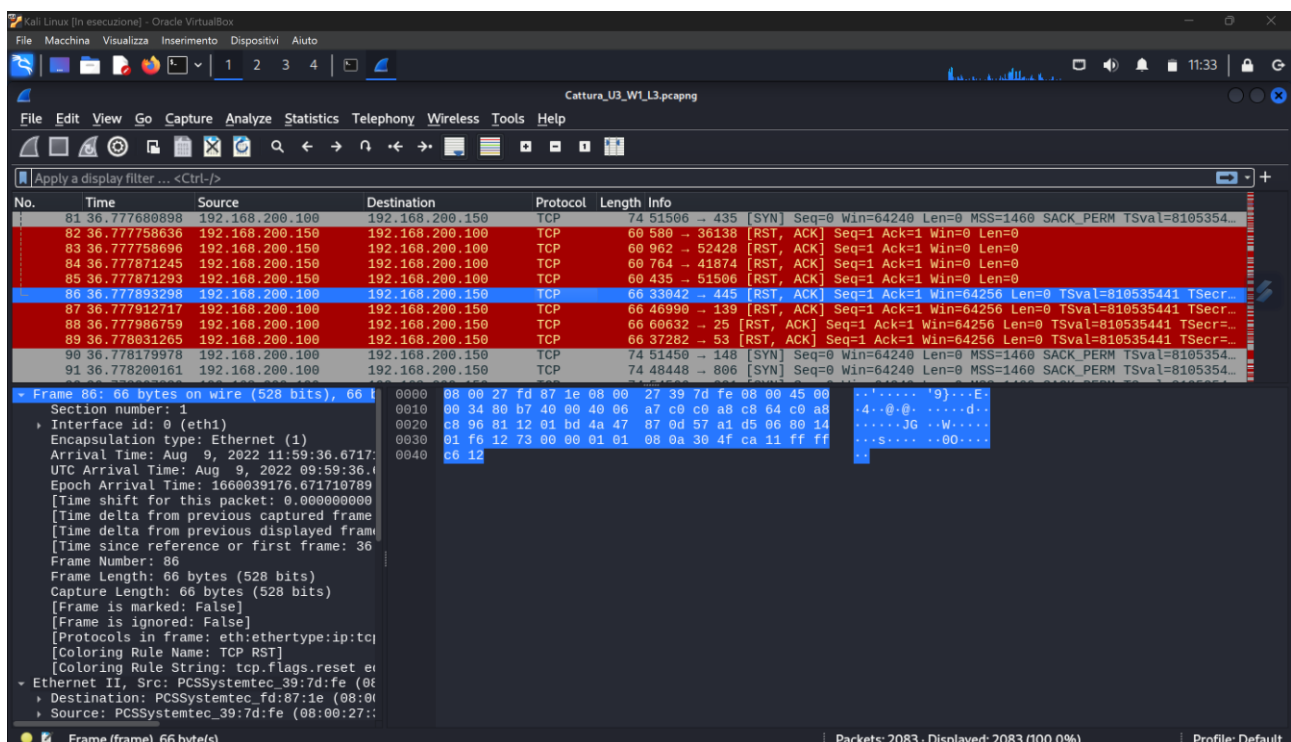 Kali Linux [In esecuzione] - Oracle VirtualBox
File Macchina Visualizza Inserimento Dispositivi Aiuto
1 2 3 4
11:33
Cattura_U3_W1_L3.pcapng
File Edit View Go Capture Analyze Statistics Telephony Wireless Tools Help
Apply a display filter ... <Ctrl-/>
No. Time Source Destination Protocol Length Info
81 36.777680898 192.168.200.100 192.168.200.150 TCP 74 51506 → 435 [SYN] Seq=0 Win=64240 Len=0 MSS=1460 SACK_PERM TSval=8105354…
82 36.777758636 192.168.200.150 192.168.200.100 TCP 60 580 → 36138 [RST, ACK] Seq=1 Ack=1 Win=0 Len=0
83 36.777758696 192.168.200.150 192.168.200.100 TCP 60 962 → 52428 [RST, ACK] Seq=1 Ack=1 Win=0 Len=0
84 36.777871245 192.168.200.150 192.168.200.100 TCP 60 764 → 41874 [RST, ACK] Seq=1 Ack=1 Win=0 Len=0
85 36.777871293 192.168.200.150 192.168.200.100 TCP 60 435 → 51506 [RST, ACK] Seq=1 Ack=1 Win=0 Len=0
86 36.777893298 192.168.200.100 192.168.200.150 TCP 66 33042 → 445 [RST, ACK] Seq=1 Ack=1 Win=64256 Len=0 TSval=810535441 TSecr…
87 36.777912717 192.168.200.100 192.168.200.150 TCP 66 46990 → 139 [RST, ACK] Seq=1 Ack=1 Win=64256 Len=0 TSval=810535441 TSecr…
88 36.777986759 192.168.200.100 192.168.200.150 TCP 66 60632 → 25 [RST, ACK] Seq=1 Ack=1 Win=64256 Len=0 TSval=810535441 TSecr=…
89 36.778031265 192.168.200.100 192.168.200.150 TCP 66 37282 → 53 [RST, ACK] Seq=1 Ack=1 Win=64256 Len=0 TSval=810535441 TSecr=…
90 36.778179978 192.168.200.100 192.168.200.150 TCP 74 51450 → 148 [SYN] Seq=0 Win=64240 Len=0 MSS=1460 SACK_PERM TSval=8105354…
91 36.778200161 192.168.200.100 192.168.200.150 TCP 74 48448 → 806 [SYN] Seq=0 Win=64240 Len=0 MSS=1460 SACK_PERM TSval=8105354…
Frame 86: 66 bytes on wire (528 bits), 66 b
Section number: 1
Interface id: 0 (eth1)
Encapsulation type: Ethernet (1)
Arrival Time: Aug 9, 2022 11:59:36.6717
UTC Arrival Time: Aug 9, 2022 09:59:36.
Epoch Arrival Time: 1660039176.671710789
[Time shift for this packet: 0.000000000
[Time delta from previous captured frame
[Time delta from previous displayed fram
[Time since reference or first frame: 36
Frame Number: 86
Frame Length: 66 bytes (528 bits)
Capture Length: 66 bytes (528 bits)
[Frame is marked: False]
[Frame is ignored: False]
[Protocols in frame: eth:ethertype:ip:tcp
[Coloring Rule Name: TCP RST]
[Coloring Rule String: tcp.flags.reset e
Ethernet II, Src: PCSSystemtec_39:7d:fe (08
Destination: PCSSystemtec_fd:87:1e (08:0
Source: PCSSystemtec_39:7d:fe (08:00:27:
0000 08 00 27 fd 87 1e 08 00 27 39 7d fe 08 00 45 00 ··'····· '9}···E·
0010 00 34 80 b7 40 00 40 06 a7 c0 c0 a8 c8 64 c0 a8 ·4··@·@· ·····d··
0020 c8 96 81 12 01 bd 4a 47 87 0d 57 a1 d5 06 80 14 ······JG ··W·····
0030 01 f6 12 73 00 00 01 01 08 0a 30 4f ca 11 ff ff ···s···· ··0O····
0040 c6 12 ··
Frame (frame), 66 byte(s)
Packets: 2083 · Displayed: 2083 (100.0%)
Profile: Default